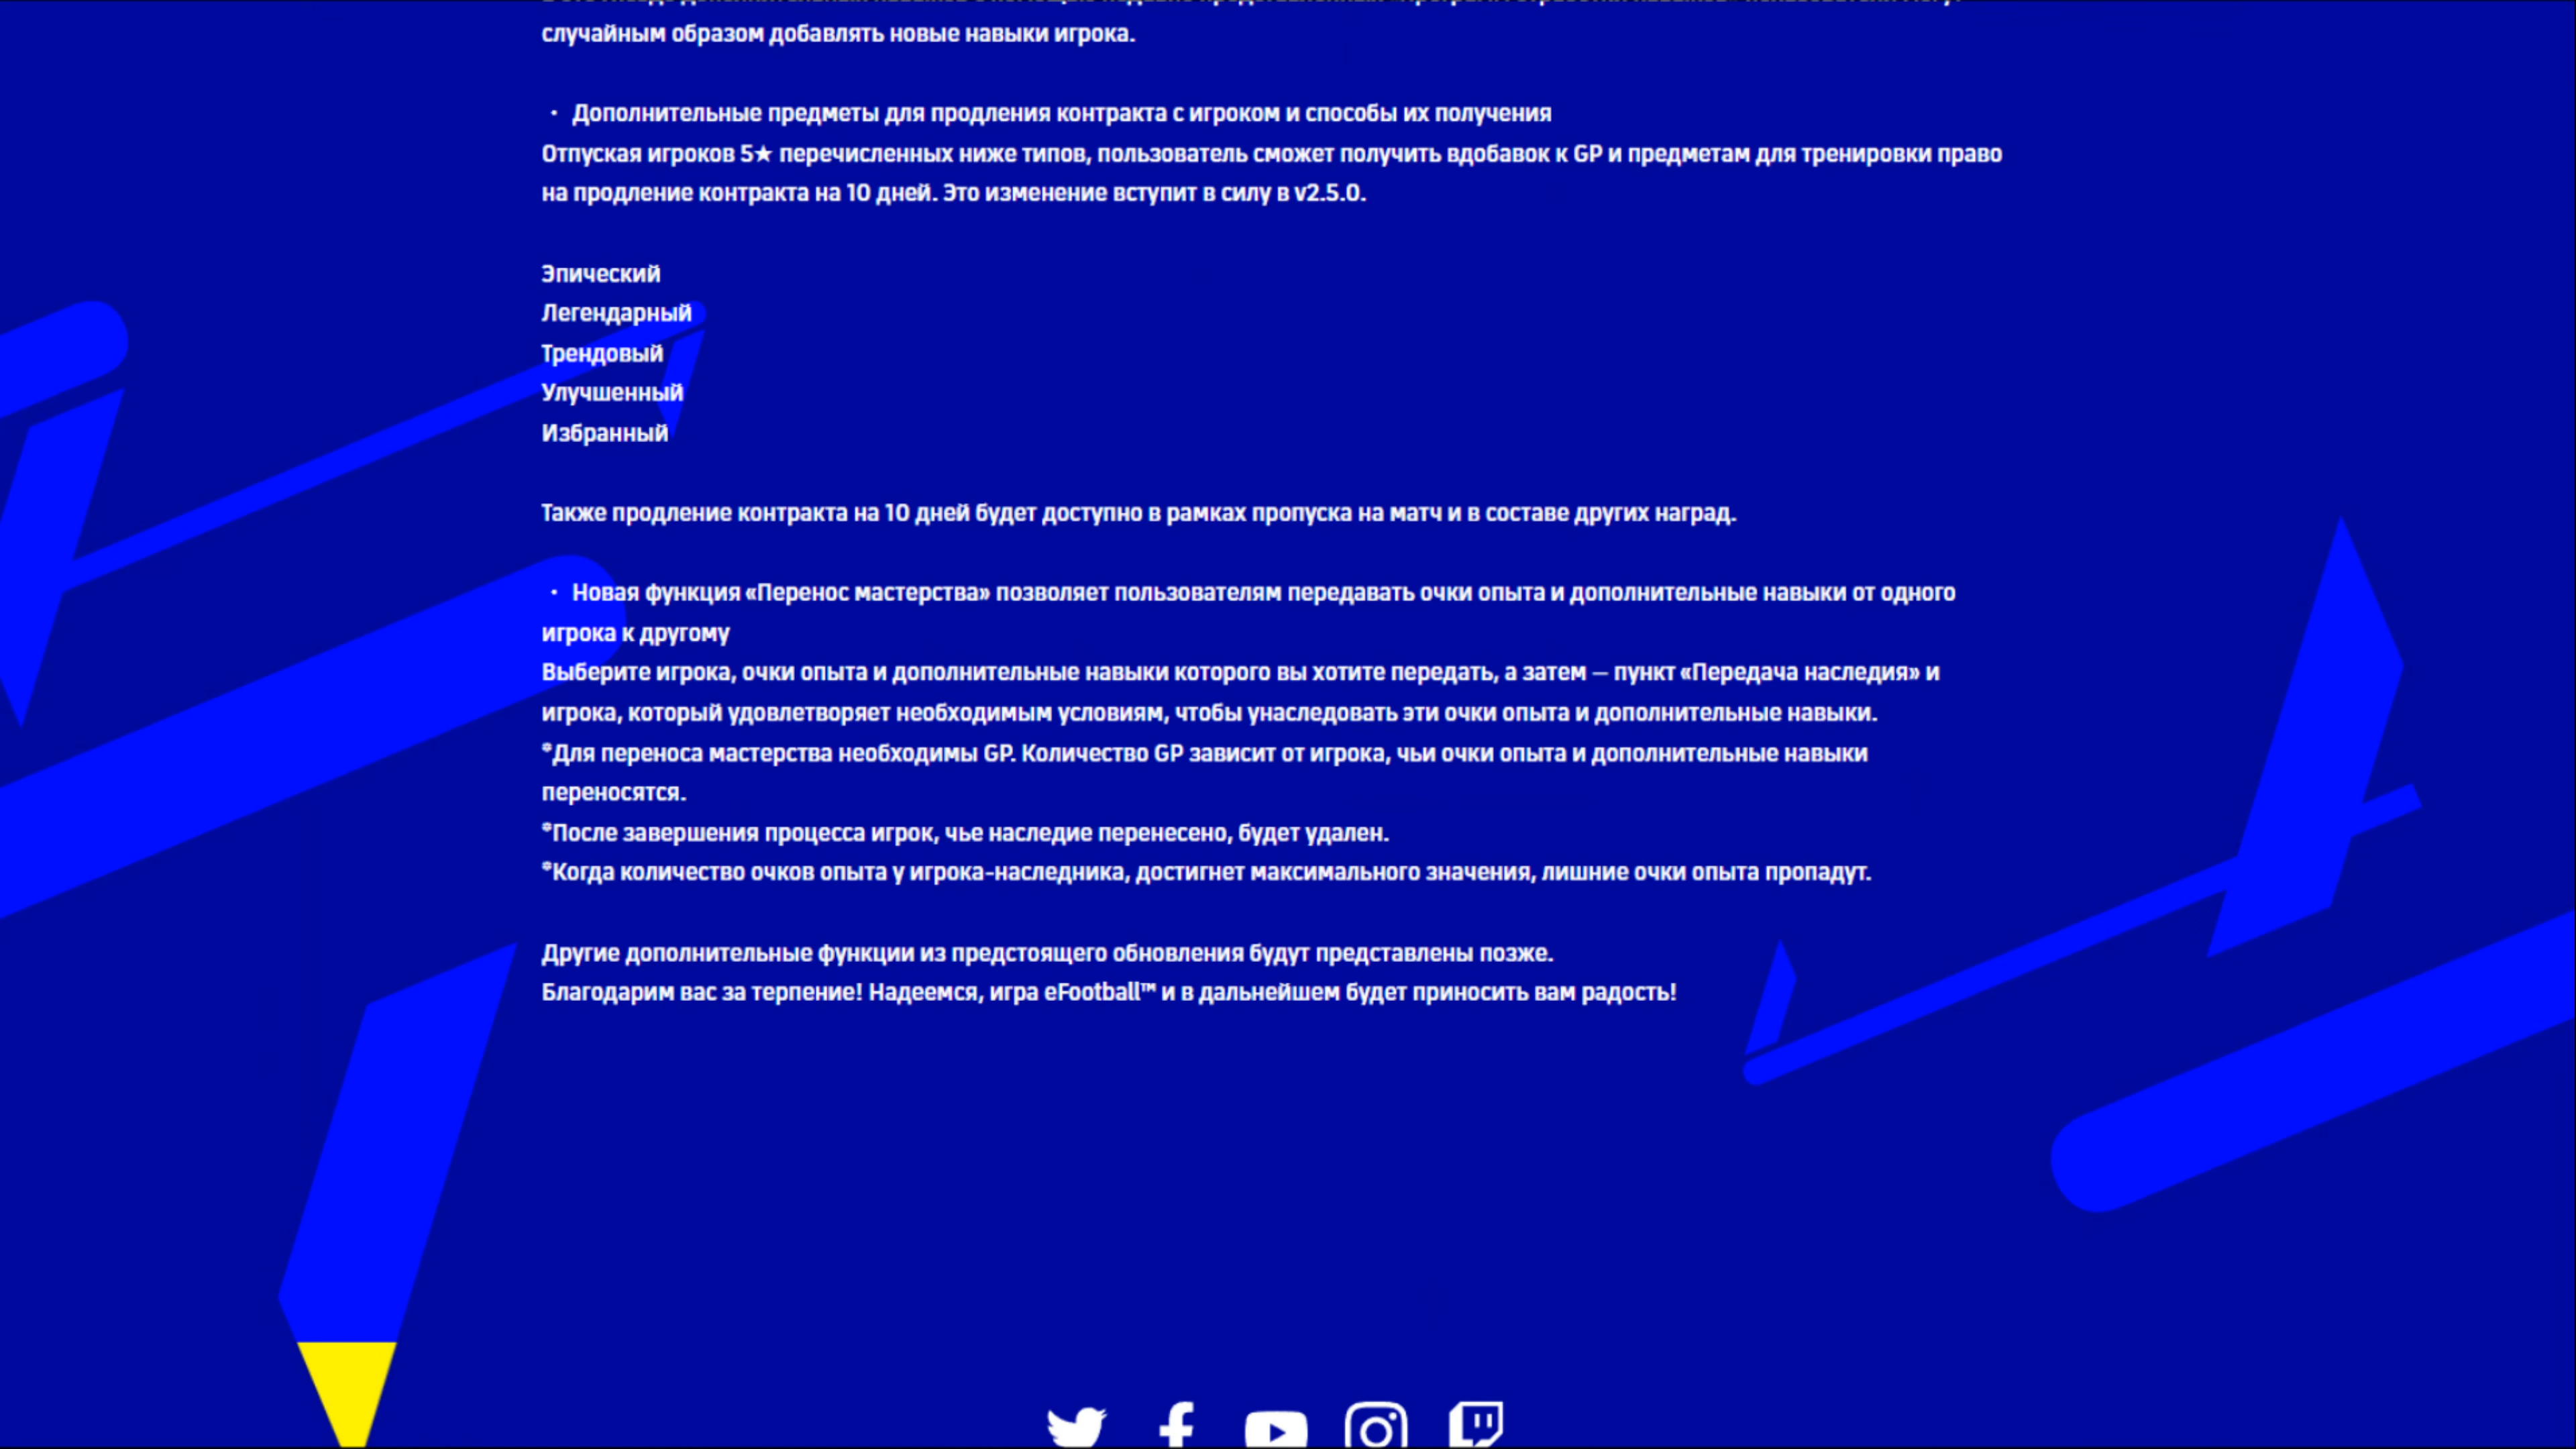 случайным образом добавлять новые навыки игрока.
・ Дополнительные предметы для продления контракта с игроком и способы их получения
Отпуская игроков 5★ перечисленных ниже типов, пользователь сможет получить вдобавок к GP и предметам для тренировки право
на продление контракта на 10 дней. Это изменение вступит в силу в v2.5.0.
Эпический
Легендарный
Трендовый
Улучшенный
Избранный
Также продление контракта на 10 дней будет доступно в рамках пропуска на матч и в составе других наград.
・ Новая функция «Перенос мастерства» позволяет пользователям передавать очки опыта и дополнительные навыки от одного
игрока к другому
Выберите игрока, очки опыта и дополнительные навыки которого вы хотите передать, а затем — пункт «Передача наследия» и
игрока, который удовлетворяет необходимым условиям, чтобы унаследовать эти очки опыта и дополнительные навыки.
*Для переноса мастерства необходимы GP. Количество GP зависит от игрока, чьи очки опыта и дополнительные навыки
переносятся.
*После завершения процесса игрок, чье наследие перенесено, будет удален.
*Когда количество очков опыта у игрока-наследника, достигнет максимального значения, лишние очки опыта пропадут.
Другие дополнительные функции из предстоящего обновления будут представлены позже.
Благодарим вас за терпение! Надеемся, игра eFootball™ и в дальнейшем будет приносить вам радость!